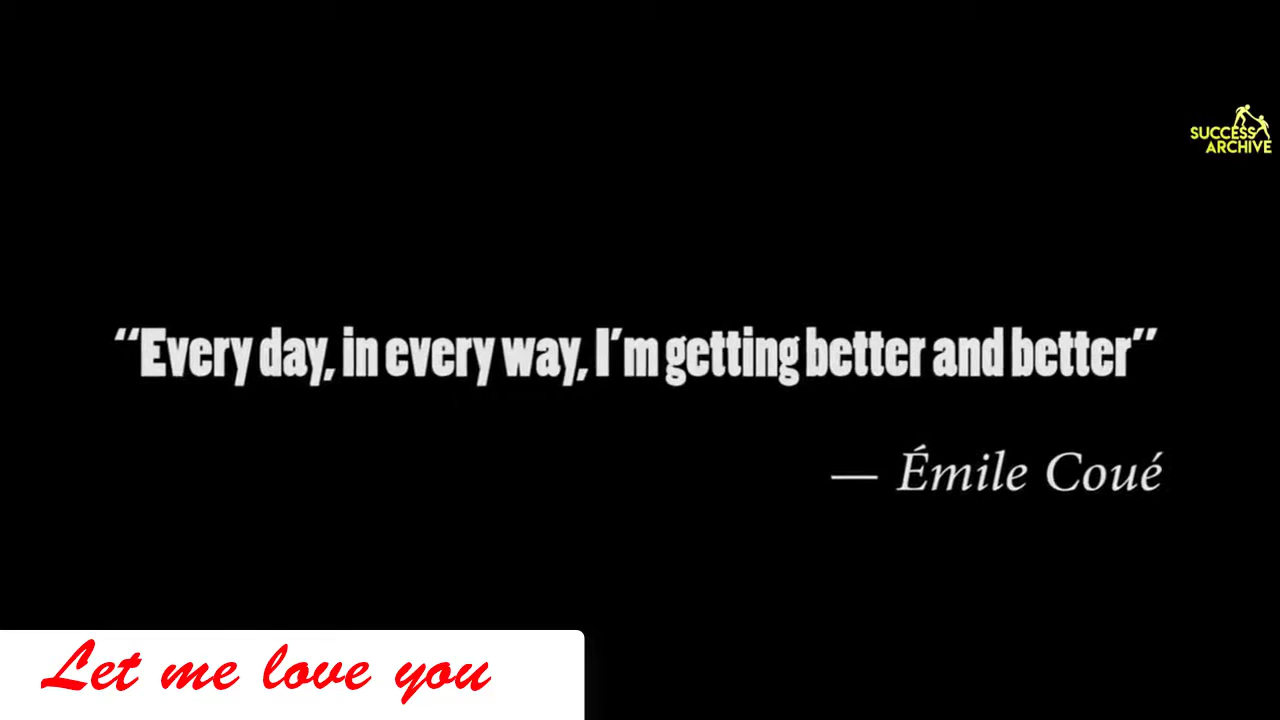 SUCCESS
ARCHIVE
“Every day, in every way, I'm getting better and better”
— Émile Coué
Let me love you